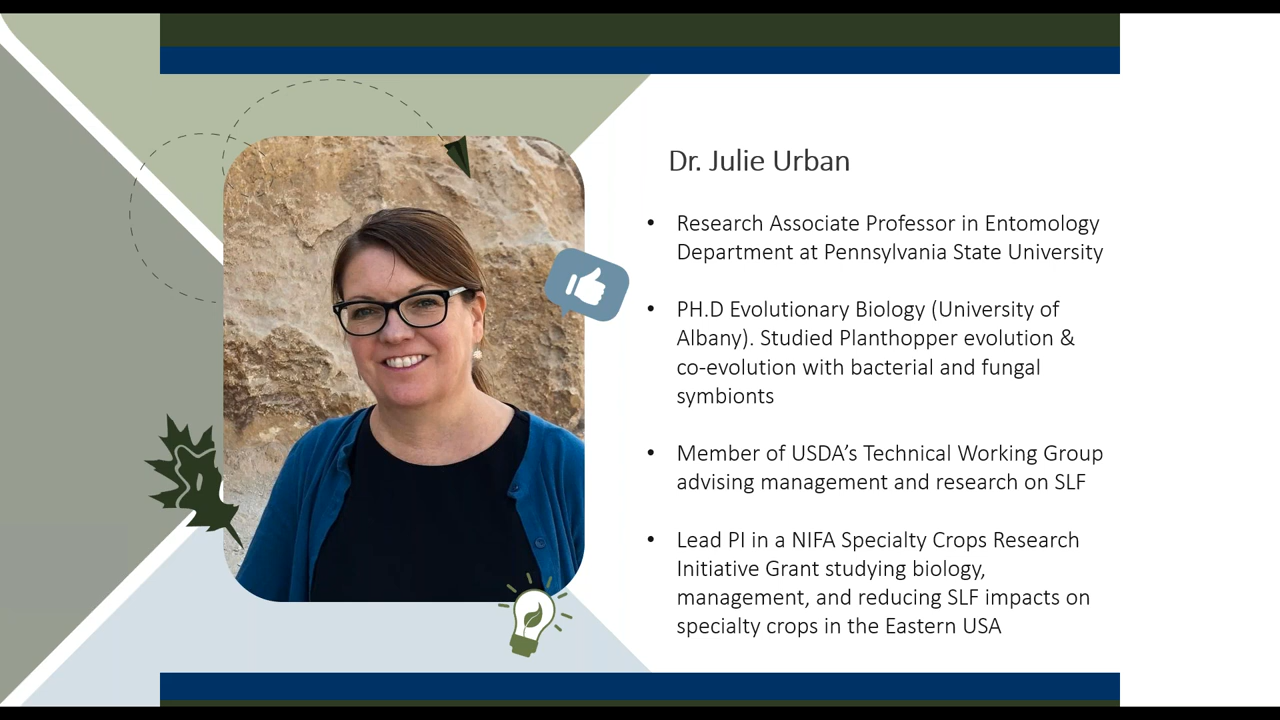 Dr. Julie Urban
• Research Associate Professor in Entomology
Department at Pennsylvania State University
• PH.D Evolutionary Biology (University of
Albany). Studied Planthopper evolution &
co-evolution with bacterial and fungal
symbionts
• Member of USDA’s Technical Working Group
advising management and research on SLF
• Lead PI in a NIFA Specialty Crops Research
Initiative Grant studying biology,
management, and reducing SLF impacts on
specialty crops in the Eastern USA